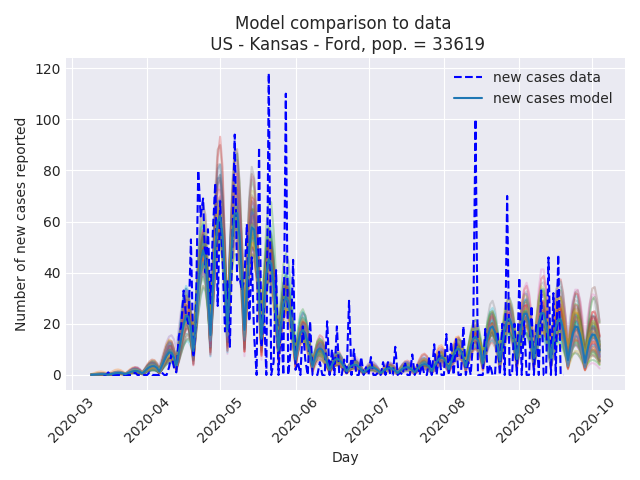 Model comparison to data
US - Kansas - Ford, pop. = 33619
new cases data
new cases model
Number of new cases reported
120
100
80
60
40
20
0
2020-03
2020-04
2020-05
2020-06
2020-07
2020-08
2020-09
2020-10
Day